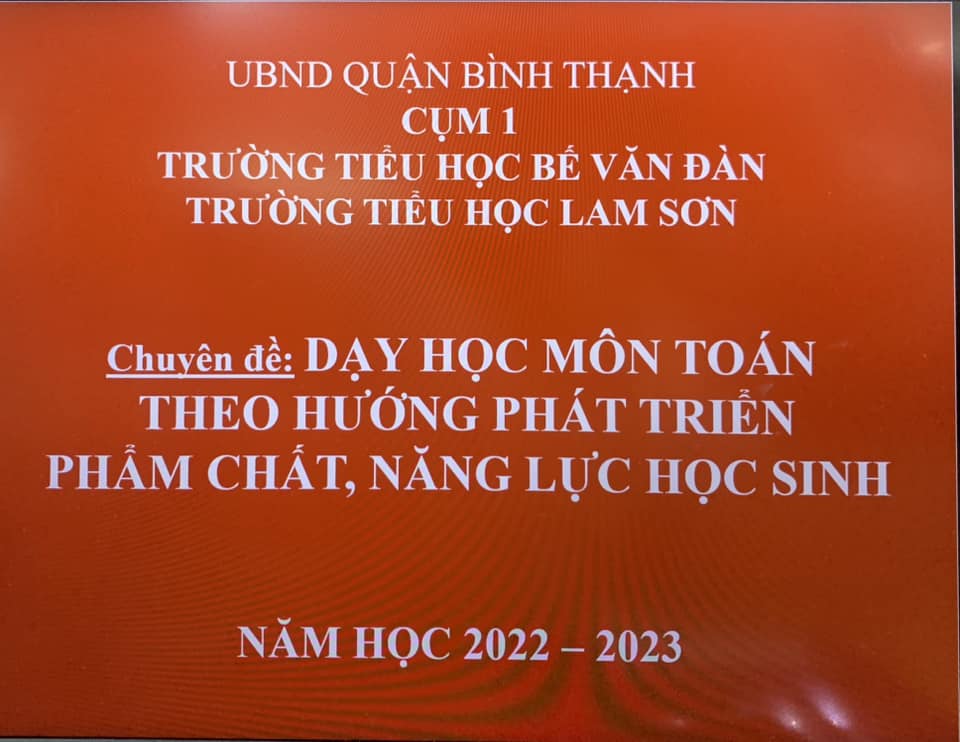 UBND QUẬN BÌNH THẠNH
CỤM 1
TRƯỜNG TIỂU HỌC BẾ VĂN ĐÀN
TRƯỜNG TIỂU HỌC LAM SƠN
Chuyên đề: DẠY HỌC MÔN TOÁN
THEO HƯỚNG PHÁT TRIỂN
PHẨM CHẤT, NĂNG LỰC HỌC SINH
NĂM HỌC 2022 – 2023